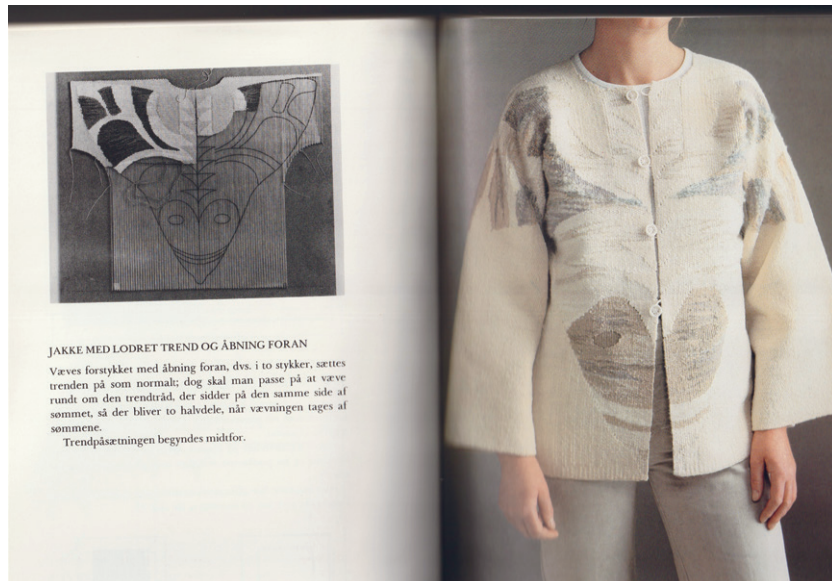 JAKKE MED LODRET TREND OG ÅBNING FORAN
Væves forstykket med åbning foran, dvs. i to stykker, sættes
trenden på som normalt; dog skal man passe på at væve
rundt om den trendtråd, der sidder på den samme side af
sømmet, så der bliver to halvdele, når vævningen tages af
sømmene.
Trendpåsætningen begyndes midtfor.